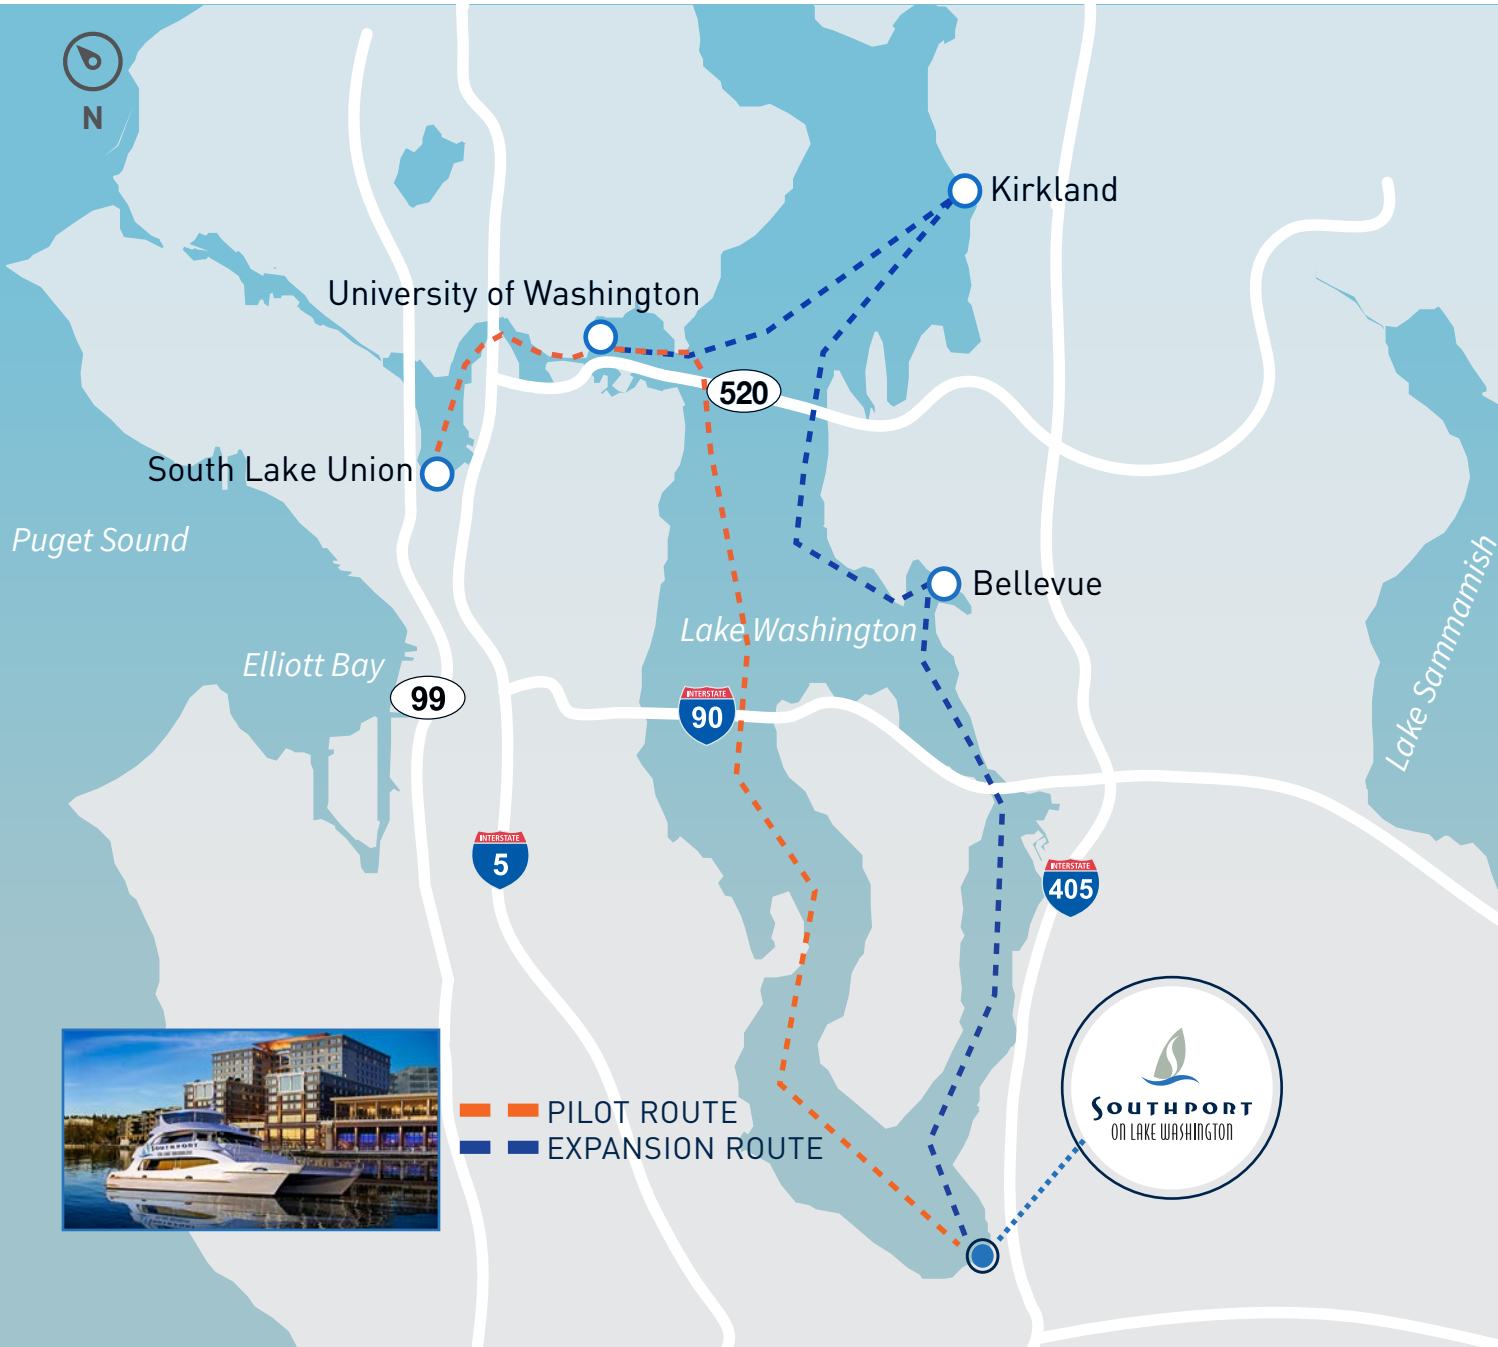 N
Kirkland
University of Washington
520
South Lake Union
Puget Sound
Bellevue
Lake Washington
Lake Sammamish
Elliott Bay
99
INTERSTATE
90
INTERSTATE
5
INTERSTATE
405
SOUTHPORT
ON LAKE WASHINGTON
PILOT ROUTE
EXPANSION ROUTE
SOUTHPORT